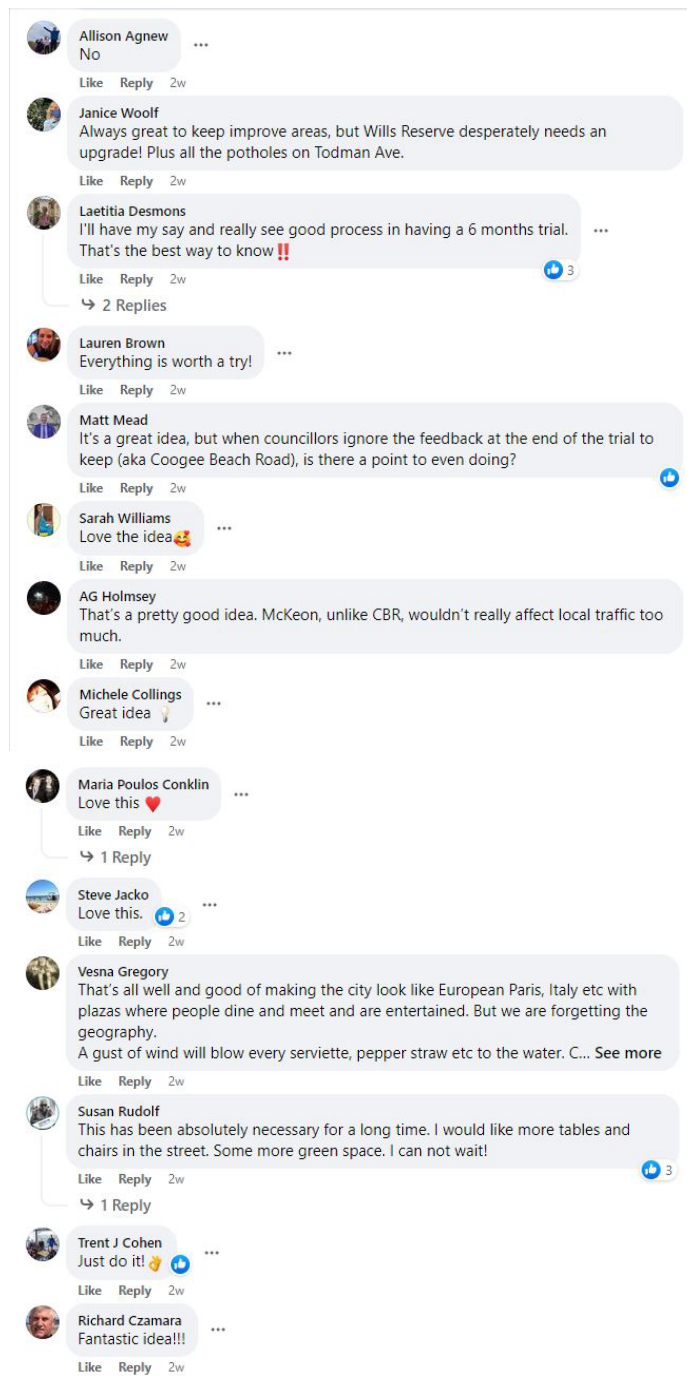 Allison Agnew
No
Like Reply 2w
Janice Woolf
Always great to keep improve areas, but Wills Reserve desperately needs an
upgrade! Plus all the potholes on Todman Ave.
Like Reply 2w
Laetitia Desmons
I'll have my say and really see good process in having a 6 months trial.
That's the best way to know‼️
3
Like Reply 2w
2 Replies
Lauren Brown
Everything is worth a try!
Like Reply 2w
Matt Mead
It's a great idea, but when councillors ignore the feedback at the end of the trial to
keep (aka Coogee Beach Road), is there a point to even doing?
Like Reply 2w
Sarah Williams
Love the idea🥰
Like Reply 2w
AG Holmsey
That's a pretty good idea. McKeon, unlike CBR, wouldn't really affect local traffic too
much.
Like Reply 2w
Michele Collings
Great idea 💡
Like Reply 2w
Maria Poulos Conklin
Love this ♥️
Like Reply 2w
1 Reply
Steve Jacko
Love this.
2
Like Reply 2w
Vesna Gregory
That's all well and good of making the city look like European Paris, Italy etc with
plazas where people dine and meet and are entertained. But we are forgetting the
geography.
A gust of wind will blow every serviette, pepper straw etc to the water. C... See more
Like Reply 2w
Susan Rudolf
This has been absolutely necessary for a long time. I would like more tables and
chairs in the street. Some more green space. I can not wait!
3
Like Reply 2w
1 Reply
Trent J Cohen
Just do it!👌
Like Reply 2w
Richard Czamara
Fantastic idea!!!
Like Reply 2w